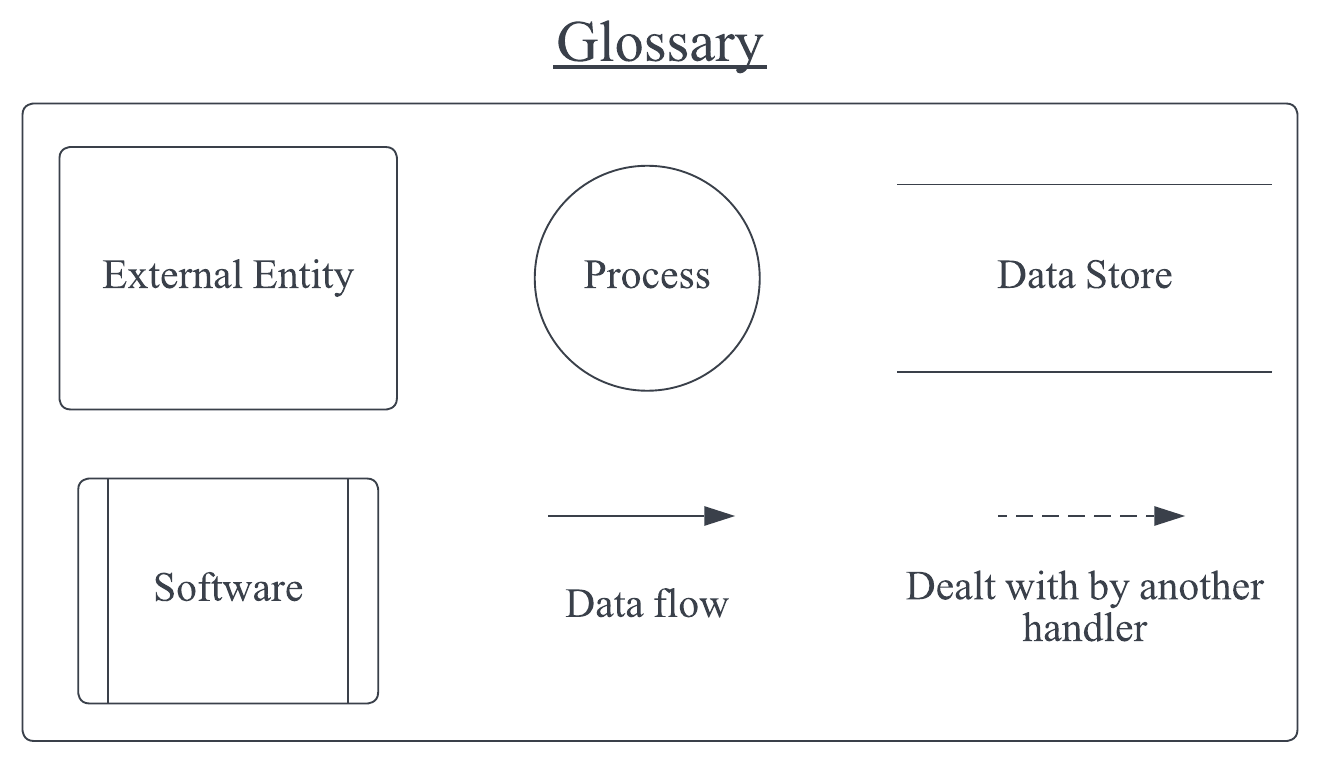 Glossary
External Entity
Process
Data Store
Software
Data flow
Dealt with by another
handler